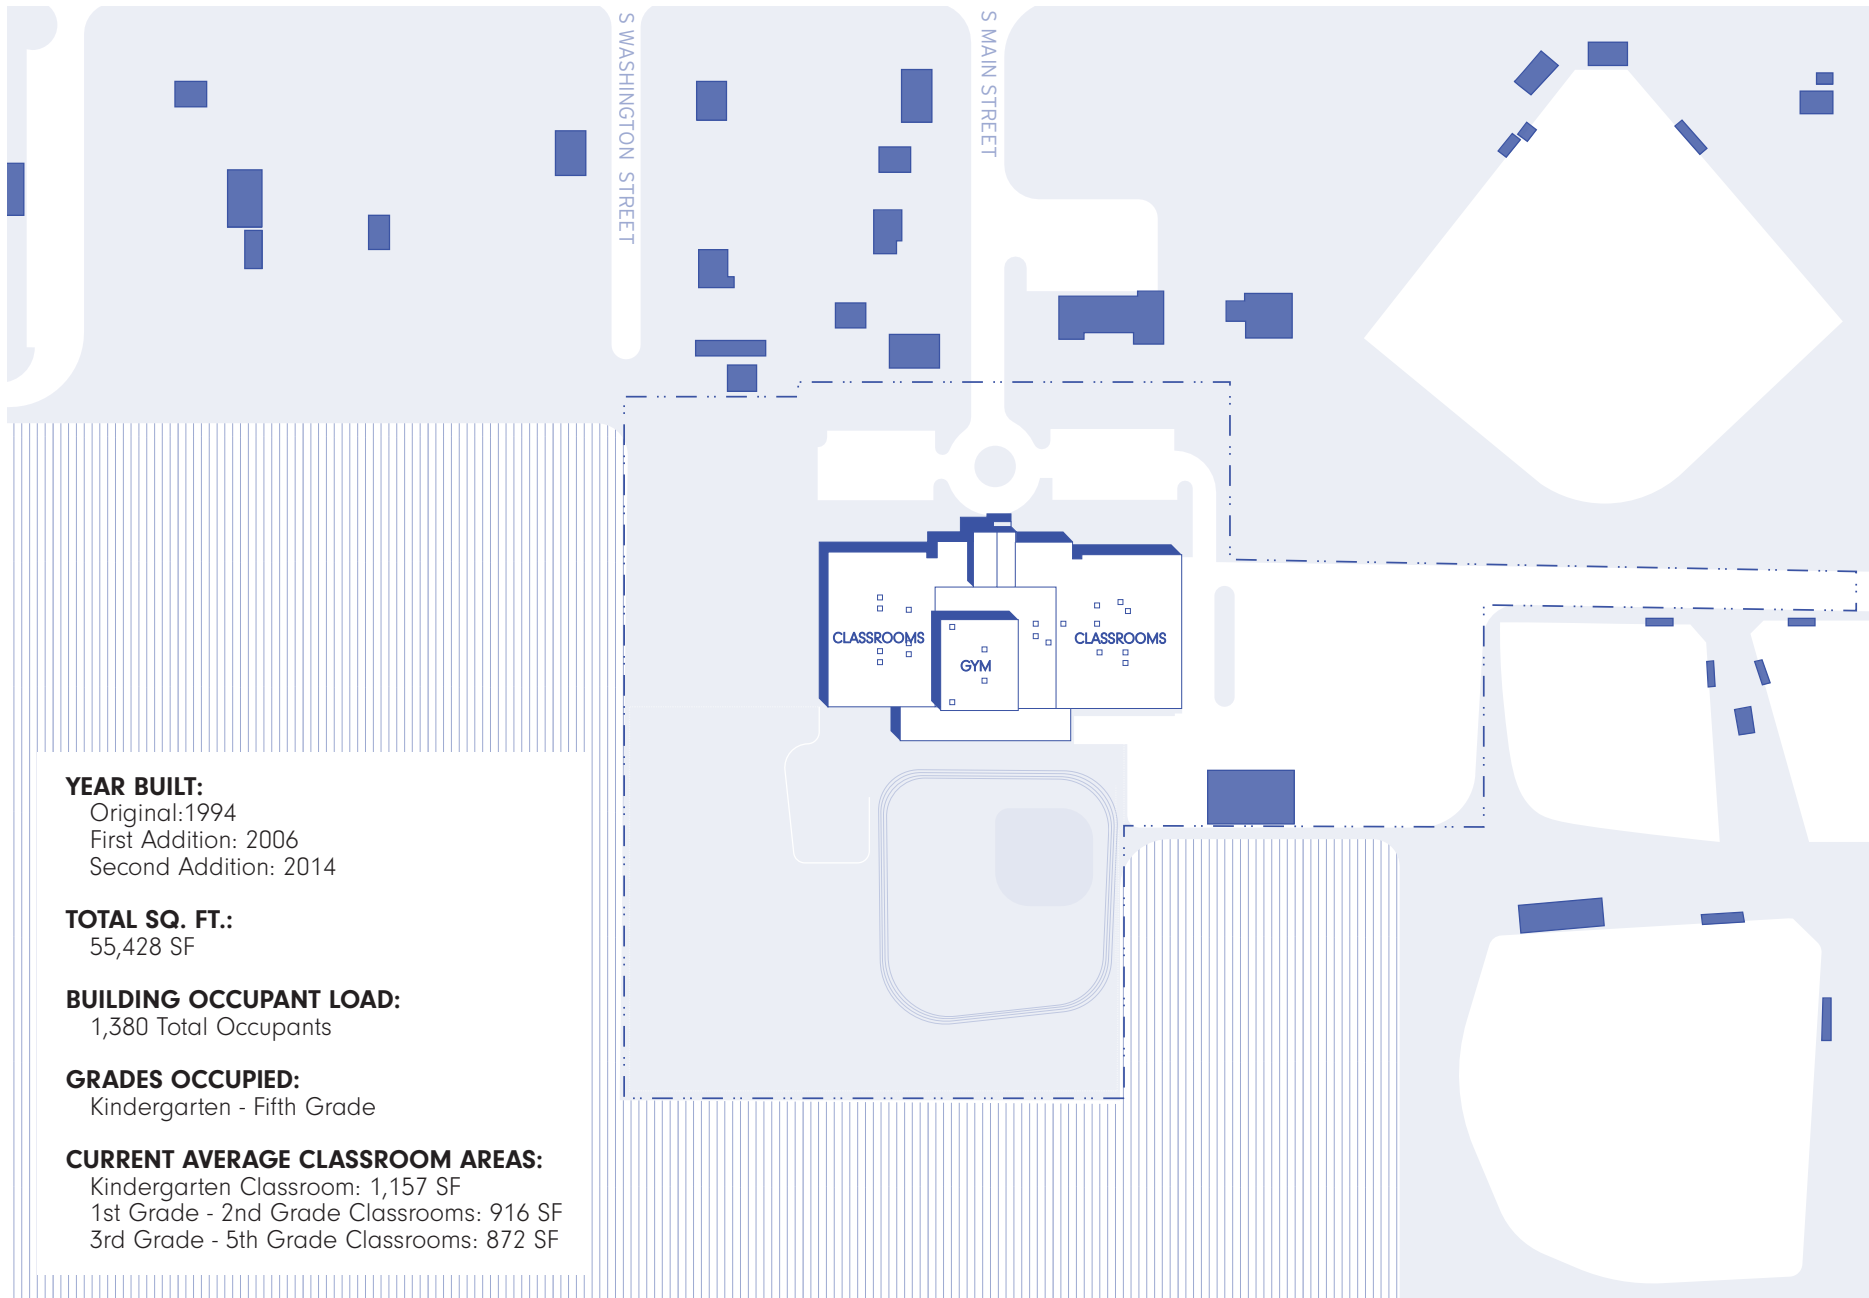 S WASHINGTON STREET
S MAIN STREET
CLASSROOMS
CLASSROOMS
GYM
YEAR BUILT:
Original:1994
First Addition: 2006
Second Addition: 2014
TOTAL SQ. FT.:
55,428 SF
BUILDING OCCUPANT LOAD:
1,380 Total Occupants
GRADES OCCUPIED:
Kindergarten - Fifth Grade
CURRENT AVERAGE CLASSROOM AREAS:
Kindergarten Classroom: 1,157 SF
1st Grade - 2nd Grade Classrooms: 916 SF
3rd Grade - 5th Grade Classrooms: 872 SF